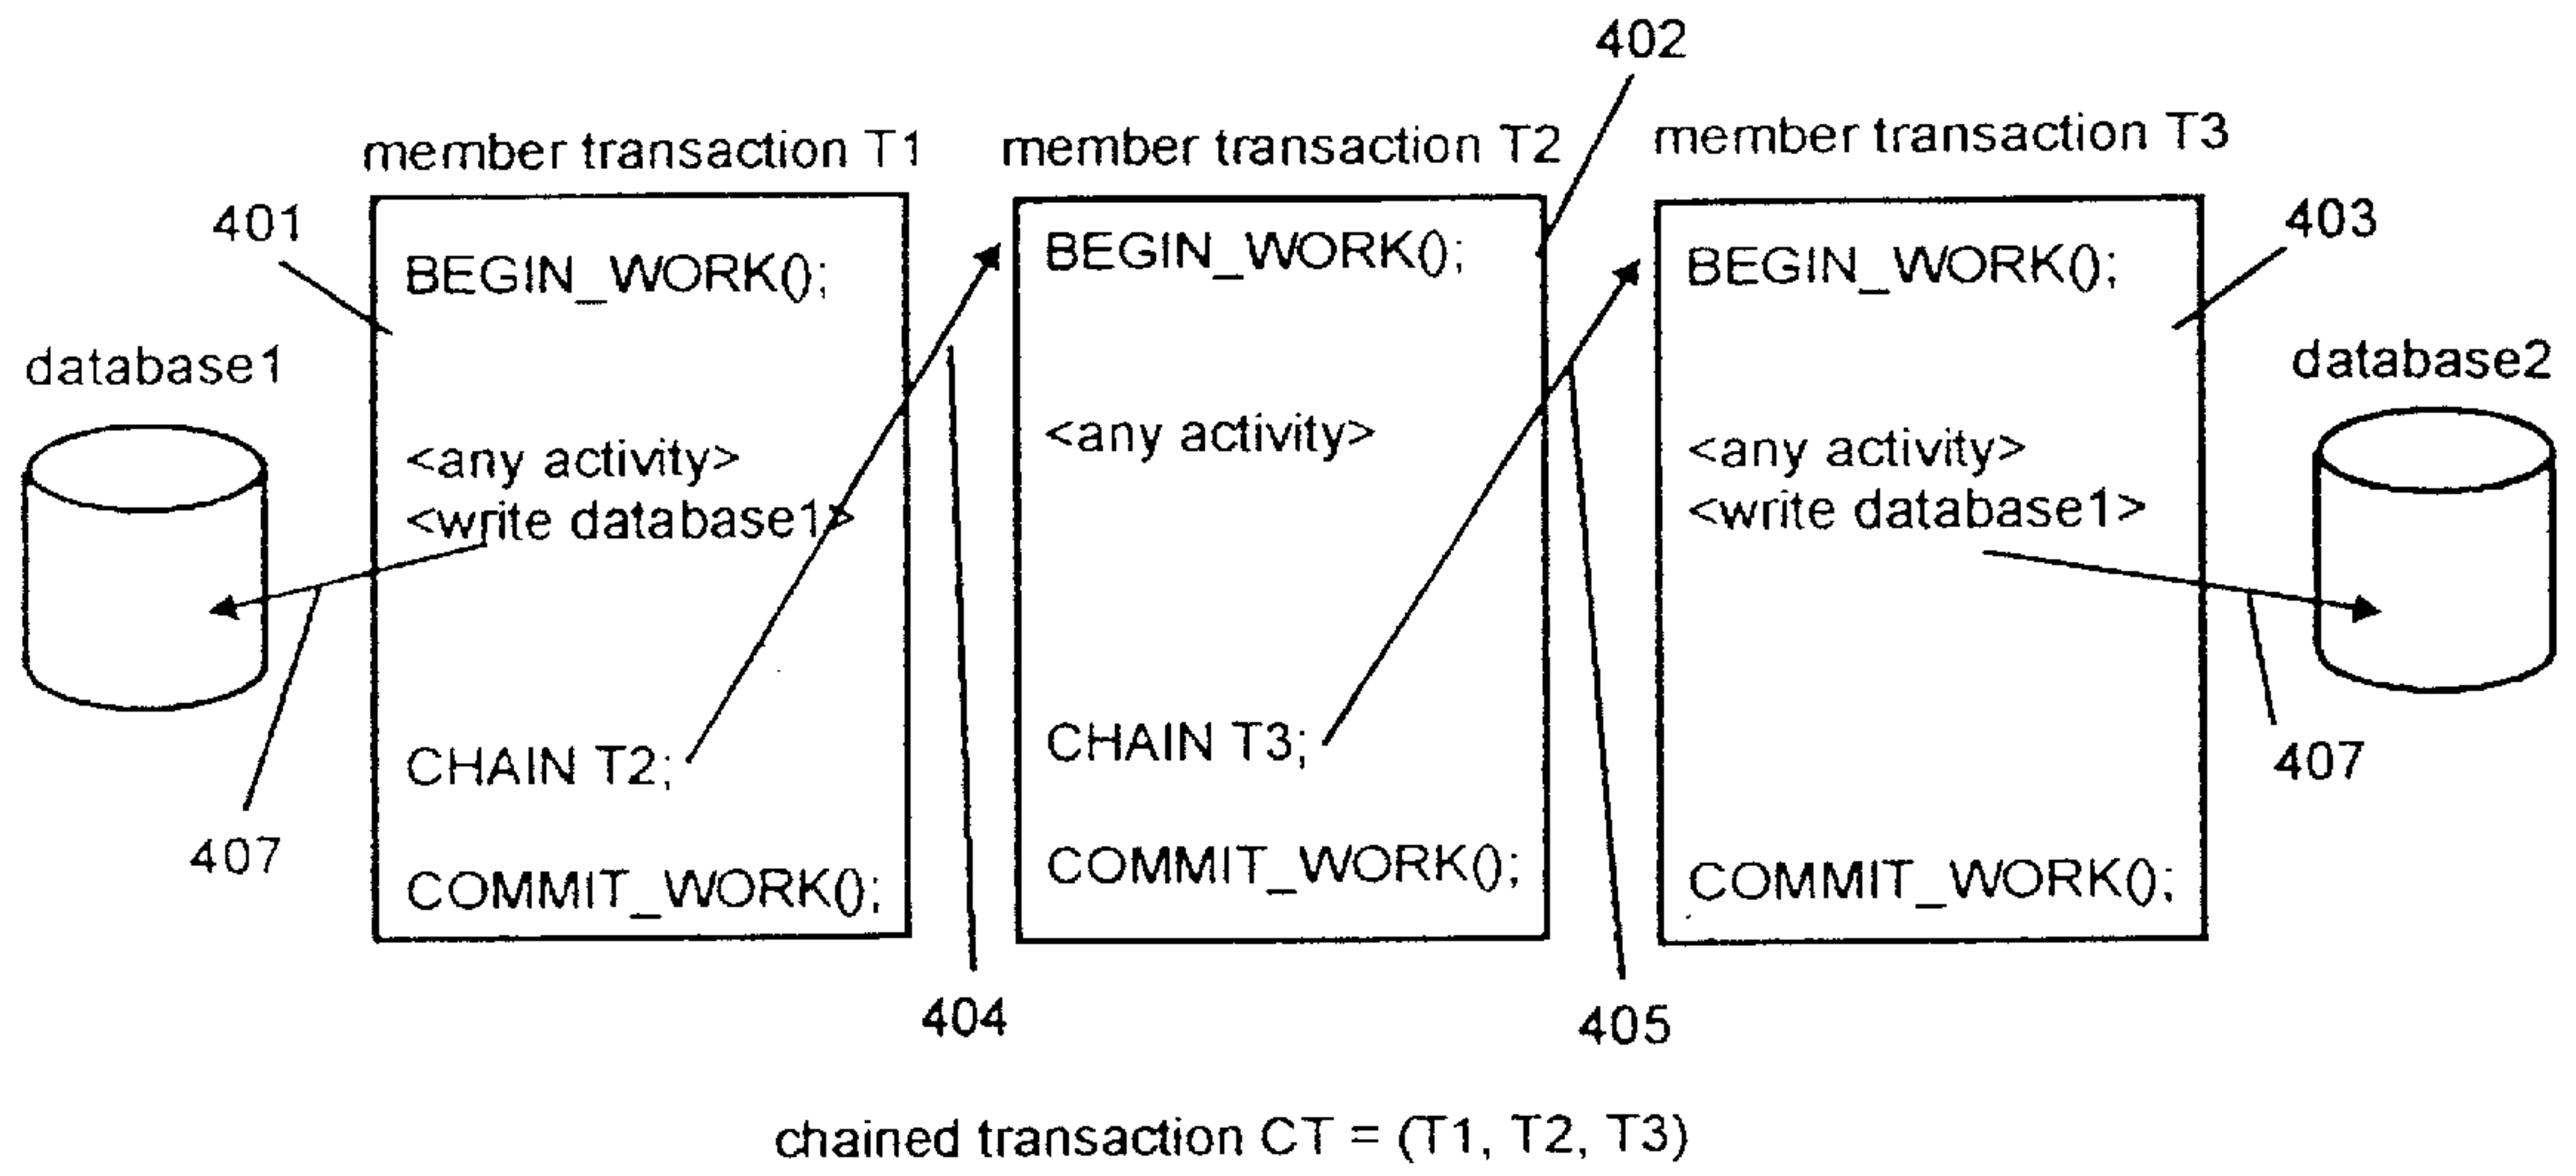 402
member transaction T1
member transaction T2
member transaction T3
401
403
BEGIN_WORK();
BEGIN_WORK();
BEGIN_WORK();
database1
database2
<any activity>
<write database1>
<any activity>
<any activity>
<write database1>
CHAIN T2;
CHAIN T3;
407
407
COMMIT_WORK();
COMMIT_WORK();
COMMIT_WORK();
404
405
chained transaction CT = (T1, T2, T3)